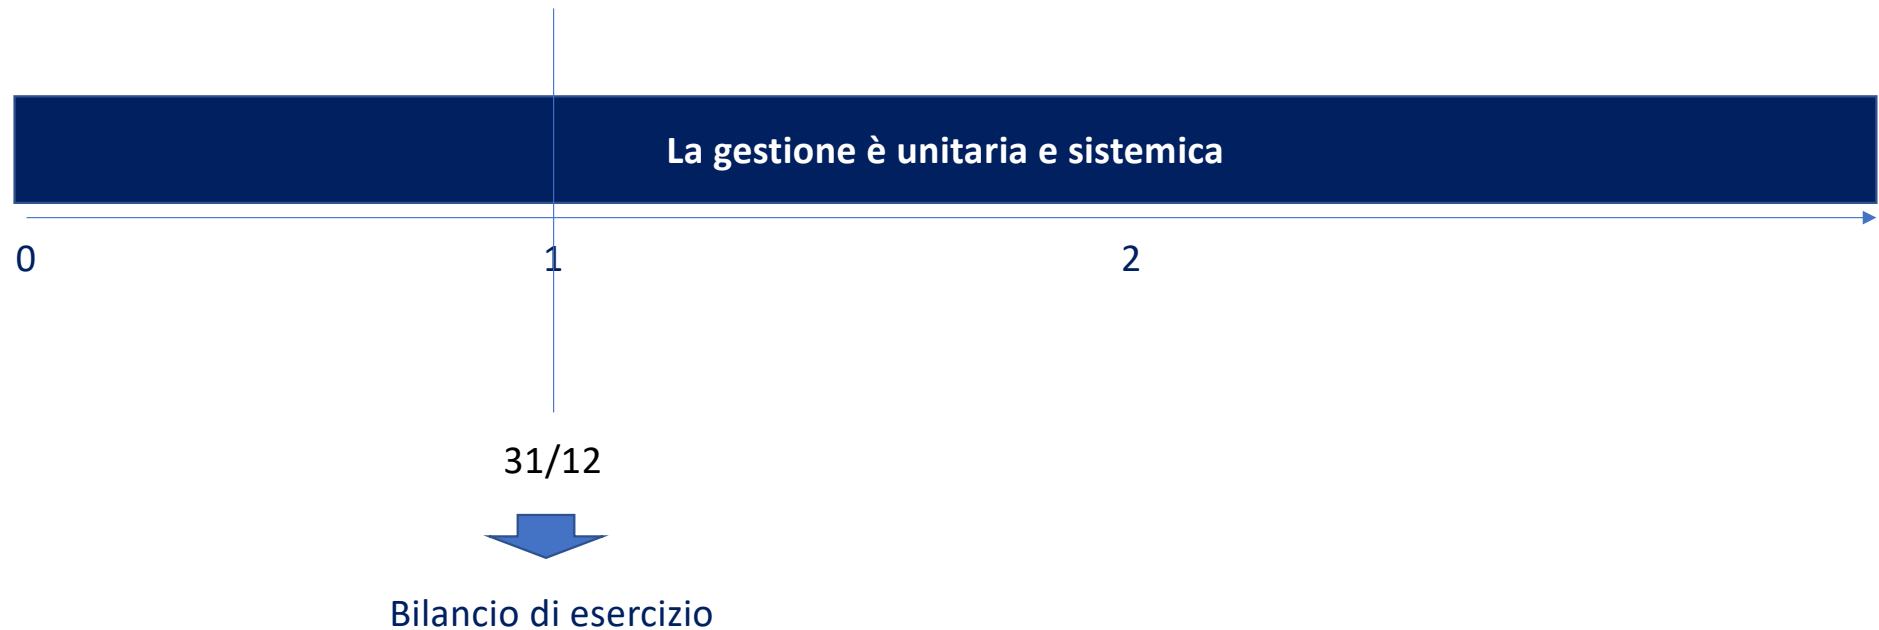 La gestione è unitaria e sistemica
0 1 2
31/12
Bilancio di esercizio